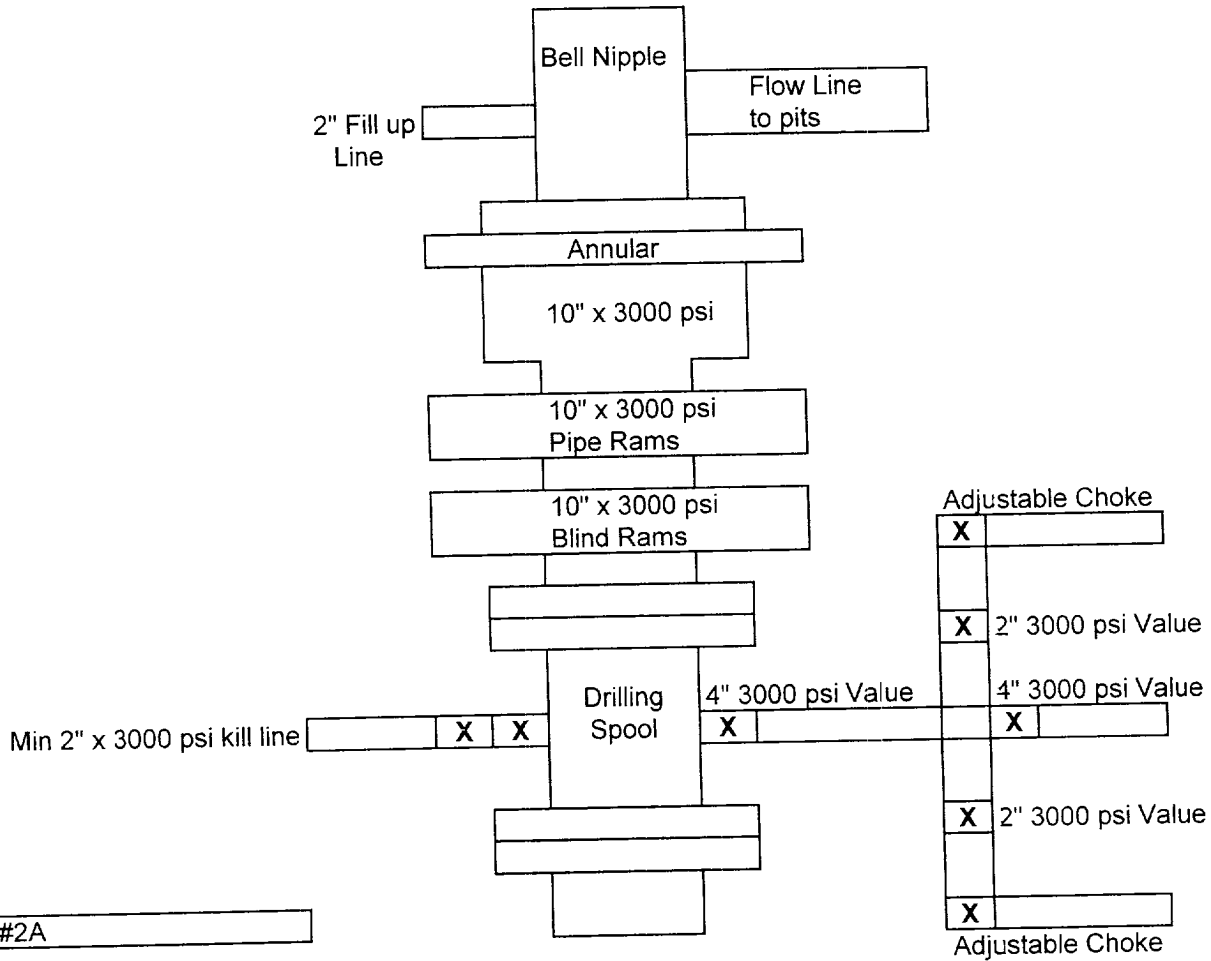 Bell Nipple
Flow Line
to pits
2" Fill up
Line
Annular
10" x 3000 psi
10" x 3000 psi
Pipe Rams
10" x 3000 psi
Blind Rams
Adjustable Choke
X
X 2" 3000 psi Value
Drilling
Spool
4" 3000 psi Value
4" 3000 psi Value
Min 2" x 3000 psi kill line
X X
X
X
X 2" 3000 psi Value
X
Adjustable Choke
#2A